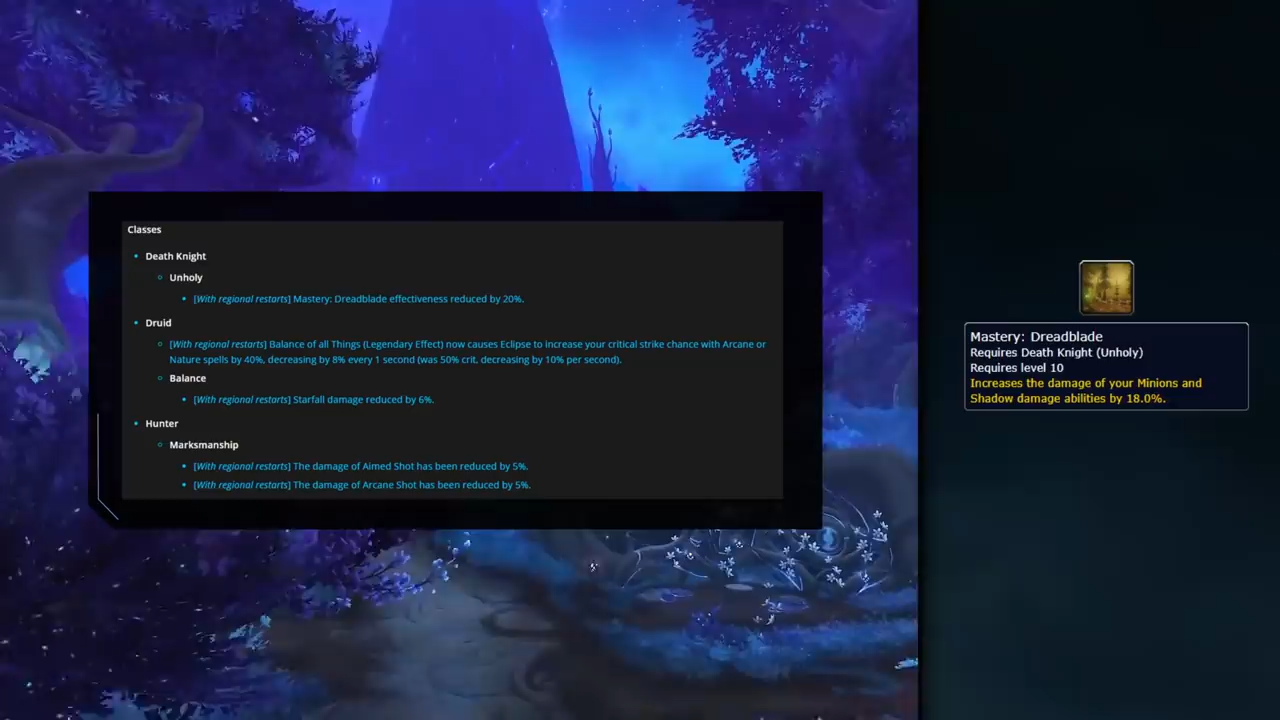 Classes
Death Knight
Unholy
[With regional restarts] Mastery: Dreadblade effectiveness reduced by 20%.
Druid
[With regional restarts] Balance of all Things (Legendary Effect) now causes Eclipse to increase your critical strike chance with Arcane or
Nature spells by 40%, decreasing by 8% every 1 second (was 50% crit, decreasing by 10% per second).
Balance
[With regional restarts] Starfall damage reduced by 6%.
Hunter
Marksmanship
[With regional restarts] The damage of Aimed Shot has been reduced by 5%.
[With regional restarts] The damage of Arcane Shot has been reduced by 5%.
Mastery: Dreadblade
Requires Death Knight (Unholy)
Requires level 10
Increases the damage of your Minions and
Shadow damage abilities by 18.0%.